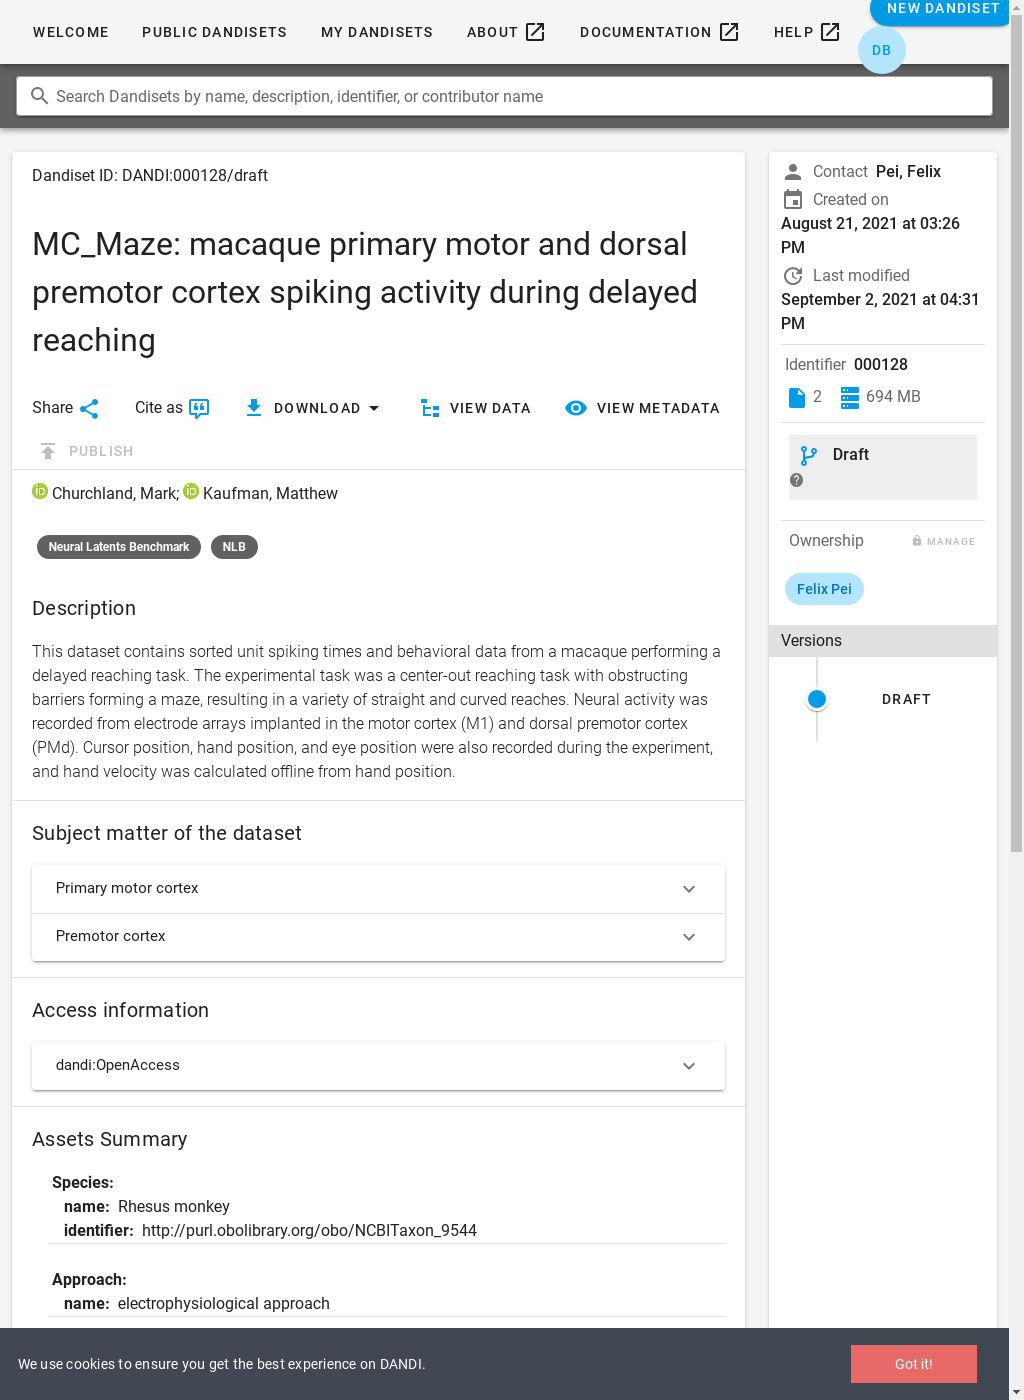 WELCOME PUBLIC DANDISETS MY DANDISETS ABOUT DOCUMENTATION HELP NEW DANDISET
DB
Search Dandisets by name, description, identifier, or contributor name
Dandiset ID: DANDI:000128/draft
MC_Maze: macaque primary motor and dorsal
premotor cortex spiking activity during delayed
reaching
Share Cite as DOWNLOAD VIEW DATA VIEW METADATA
PUBLISH
iD Churchland, Mark; iD Kaufman, Matthew
Neural Latents Benchmark NLB
Description
This dataset contains sorted unit spiking times and behavioral data from a macaque performing a
delayed reaching task. The experimental task was a center-out reaching task with obstructing
barriers forming a maze, resulting in a variety of straight and curved reaches. Neural activity was
recorded from electrode arrays implanted in the motor cortex (M1) and dorsal premotor cortex
(PMd). Cursor position, hand position, and eye position were also recorded during the experiment,
and hand velocity was calculated offline from hand position.
Subject matter of the dataset
Primary motor cortex
Premotor cortex
Access information
dandi:OpenAccess
Assets Summary
Species:
name: Rhesus monkey
identifier: http://purl.obolibrary.org/obo/NCBITaxon_9544
Approach:
name: electrophysiological approach
Contact Pei, Felix
Created on
August 21, 2021 at 03:26
PM
Last modified
September 2, 2021 at 04:31
PM
Identifier 000128
2 694 MB
Draft
?
Ownership MANAGE
Felix Pei
Versions
DRAFT
We use cookies to ensure you get the best experience on DANDI. Got it!